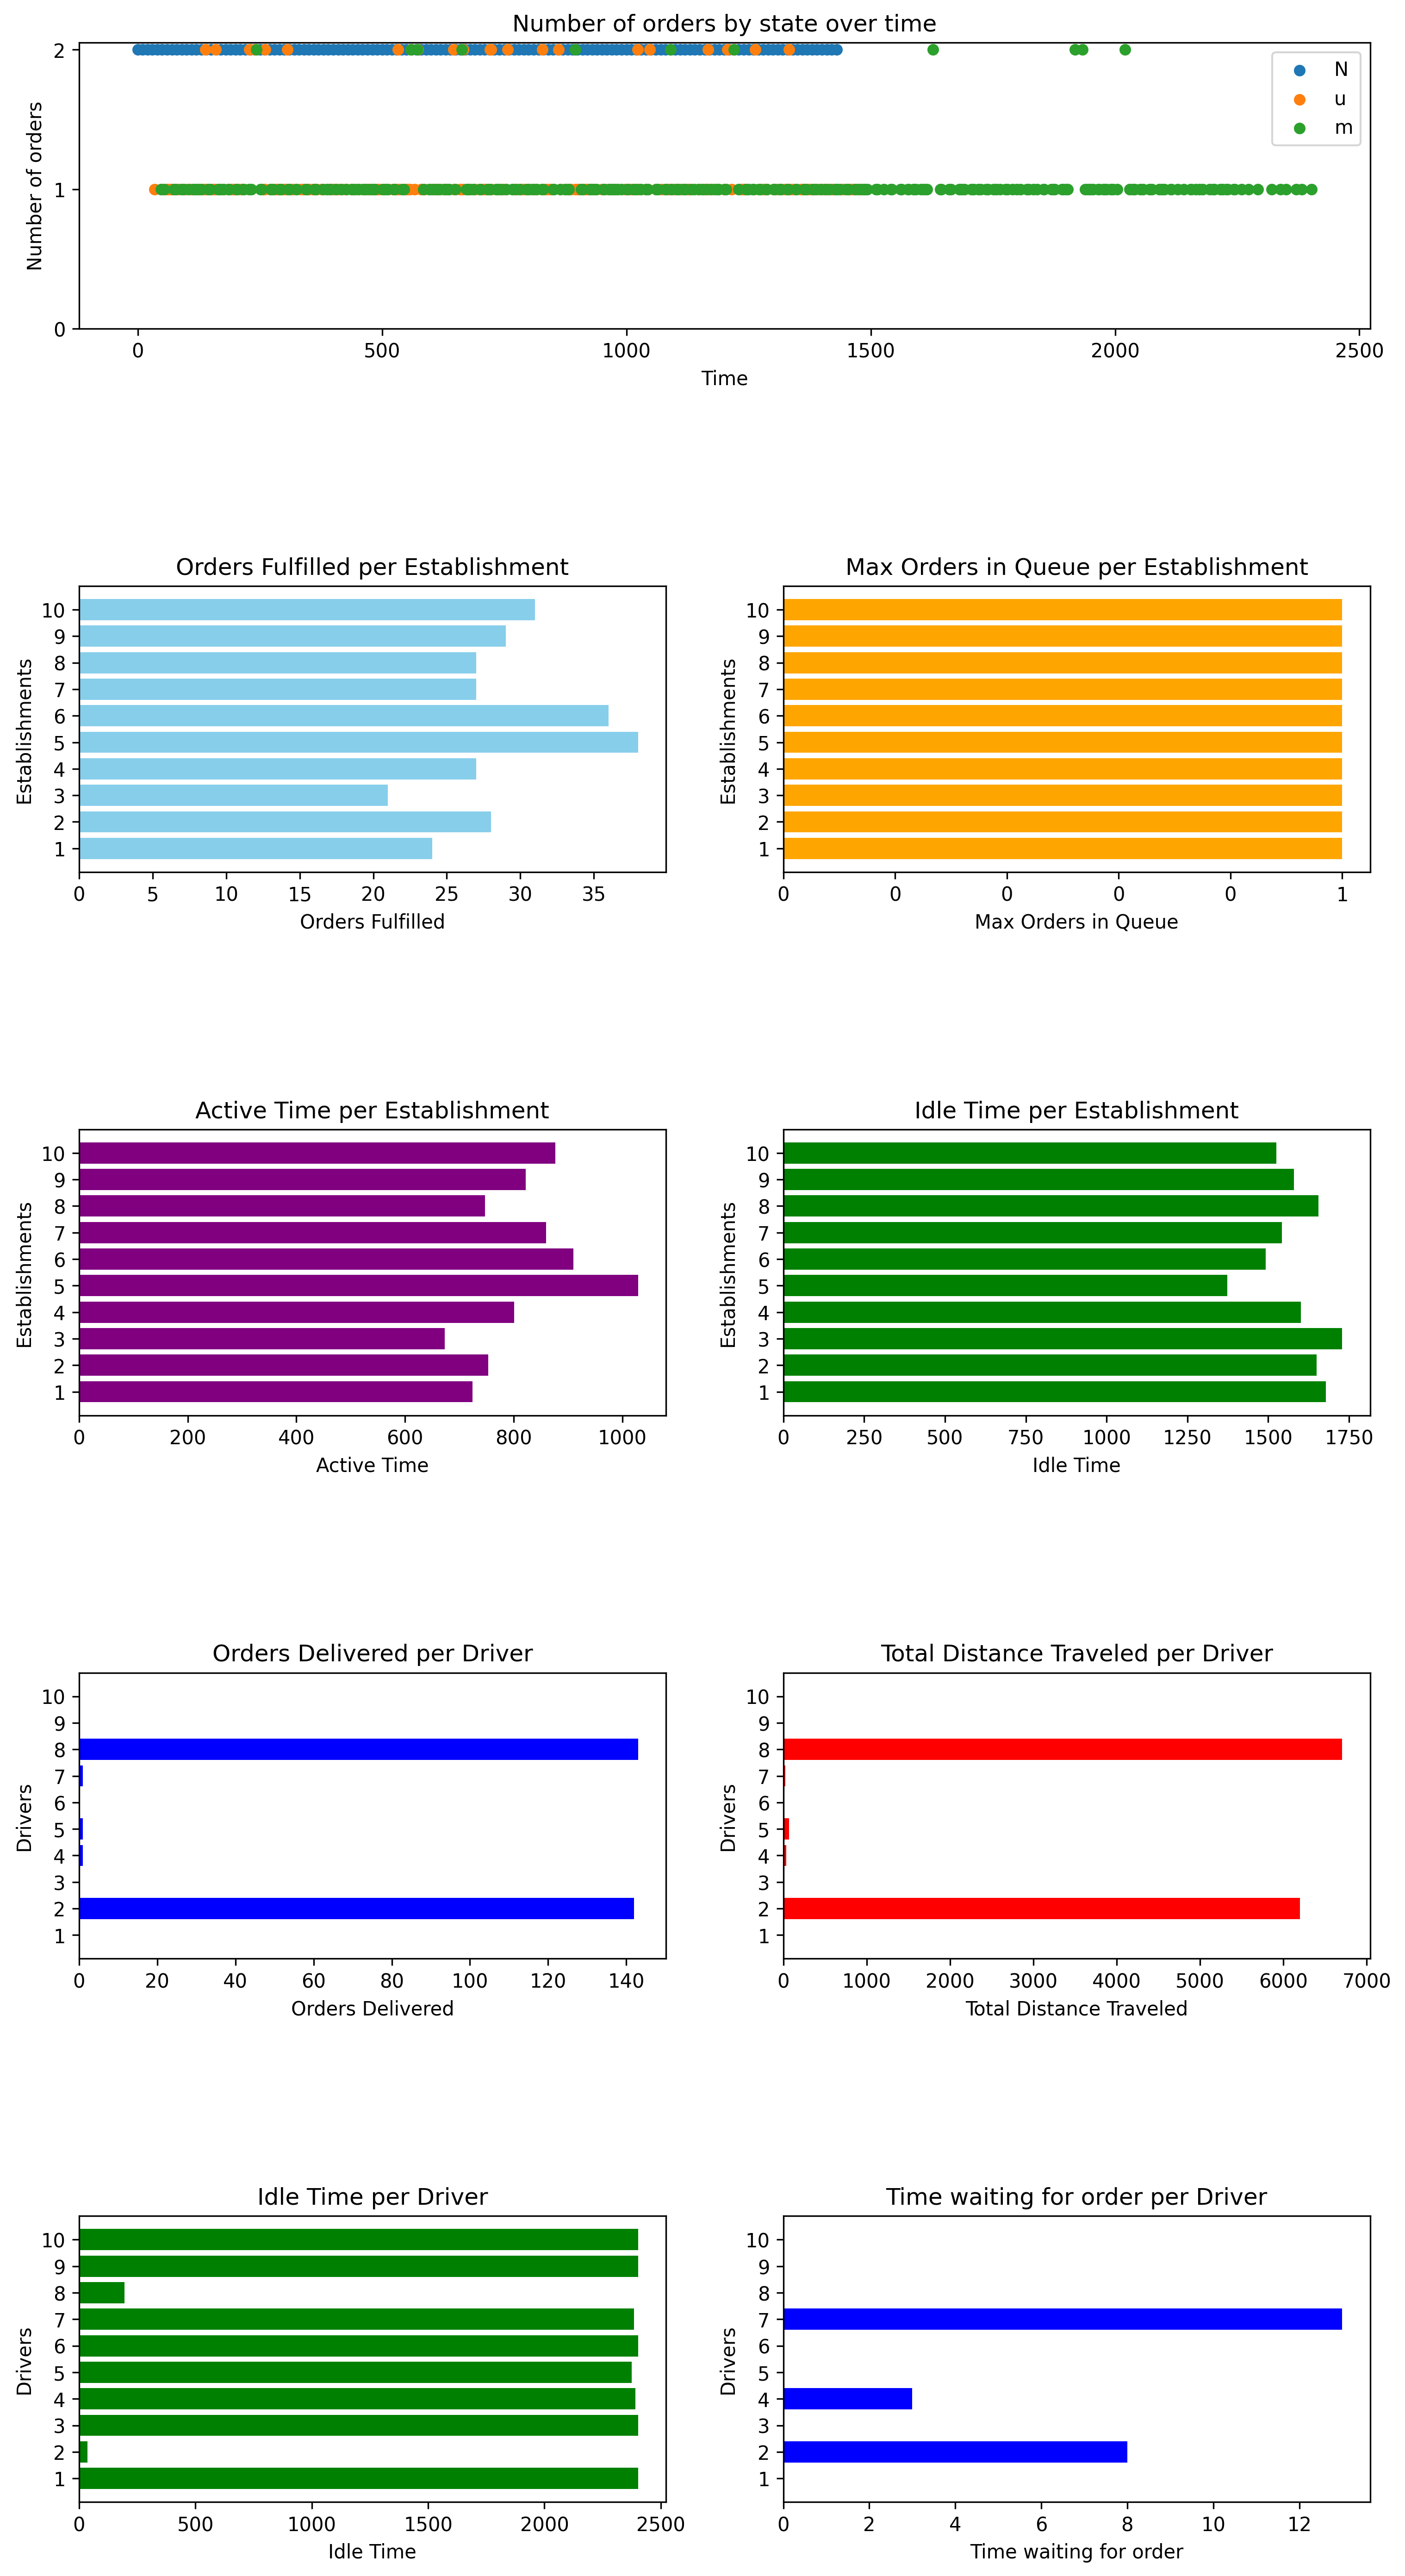 Number of orders by state over time
Number of orders
2
1
0
N
u
m
0 500 1000 1500 2000 2500
Time
Orders Fulfilled per Establishment
Establishments
10
9
8
7
6
5
4
3
2
1
0 5 10 15 20 25 30 35
Orders Fulfilled
Max Orders in Queue per Establishment
Establishments
10
9
8
7
6
5
4
3
2
1
0 0 0 0 0 1
Max Orders in Queue
Active Time per Establishment
Establishments
10
9
8
7
6
5
4
3
2
1
0 200 400 600 800 1000
Active Time
Idle Time per Establishment
Establishments
10
9
8
7
6
5
4
3
2
1
0 250 500 750 1000 1250 1500 1750
Idle Time
Orders Delivered per Driver
Drivers
10
9
8
7
6
5
4
3
2
1
0 20 40 60 80 100 120 140
Orders Delivered
Total Distance Traveled per Driver
Drivers
10
9
8
7
6
5
4
3
2
1
0 1000 2000 3000 4000 5000 6000 7000
Total Distance Traveled
Idle Time per Driver
Drivers
10
9
8
7
6
5
4
3
2
1
0 500 1000 1500 2000 2500
Idle Time
Time waiting for order per Driver
Drivers
10
9
8
7
6
5
4
3
2
1
0 2 4 6 8 10 12
Time waiting for order